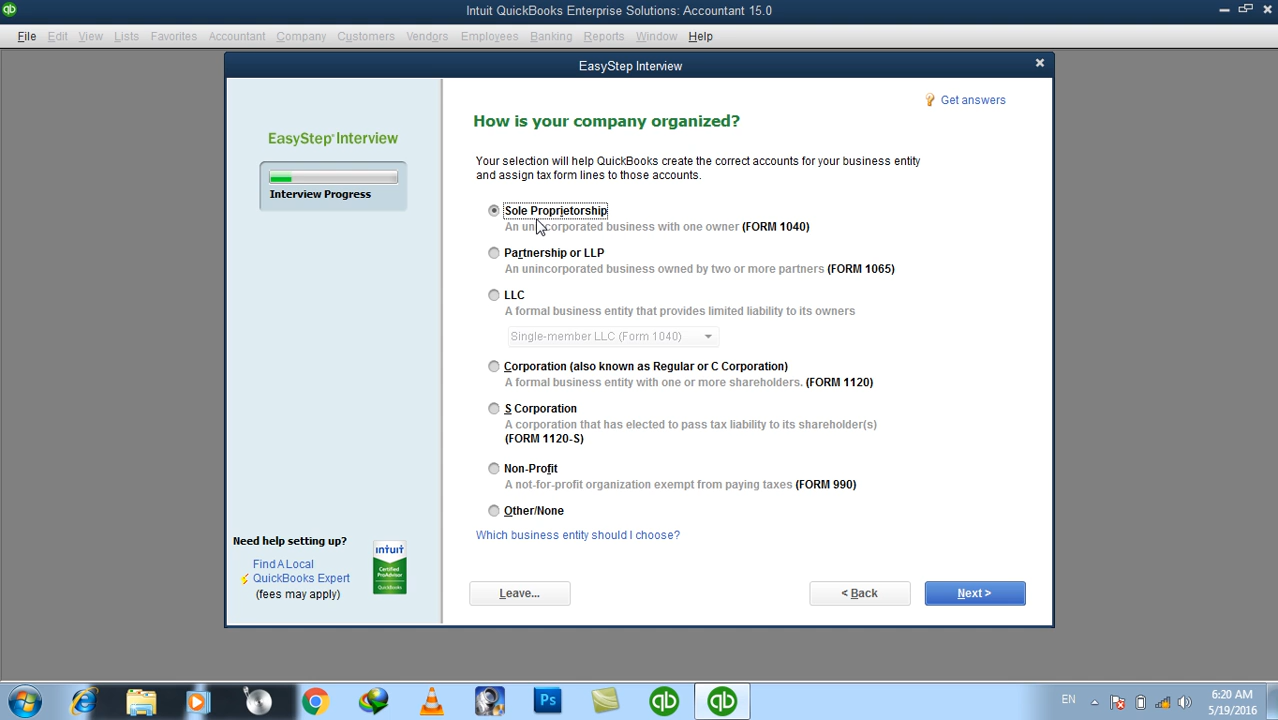 Intuit QuickBooks Enterprise Solutions: Accountant 15.0
File Edit View Lists Favorites Accountant Company Customers Vendors Employees Banking Reports Window Help
EasyStep Interview
Get answers
EasyStep Interview
Interview Progress
How is your company organized?
Your selection will help QuickBooks create the correct accounts for your business entity
and assign tax form lines to those accounts.
Sole Proprietorship
An unincorporated business with one owner (FORM 1040)
Partnership or LLP
An unincorporated business owned by two or more partners (FORM 1065)
LLC
A formal business entity that provides limited liability to its owners
Single-member LLC (Form 1040)
Corporation (also known as Regular or C Corporation)
A formal business entity with one or more shareholders. (FORM 1120)
S Corporation
A corporation that has elected to pass tax liability to its shareholder(s)
(FORM 1120-S)
Non-Profit
A not-for-profit organization exempt from paying taxes (FORM 990)
Other/None
Which business entity should I choose?
Need help setting up?
Find A Local
QuickBooks Expert
(fees may apply)
intuit
Certified
ProAdvisor
QuickBooks
Leave...
< Back
Next >
qb
Ps
qb
qb
EN
6:20 AM
5/19/2016